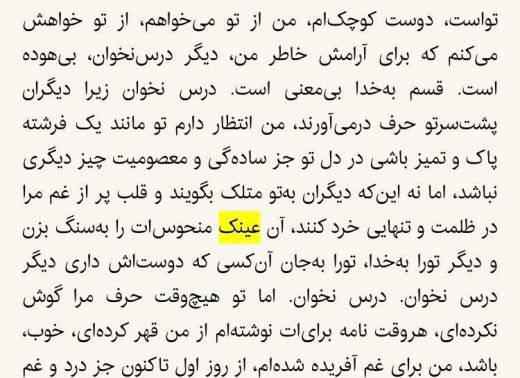 تواست، دوست کوچک‌ام، من از تو می‌خواهم، از تو خواهش
می‌کنم که برای آرامش خاطر من، دیگر درس‌نخوان، بی‌هوده
است. قسم به‌خدا بی‌معنی است. درس نخوان زیرا دیگران
پشت‌سرتو حرف درمی‌آورند، من انتظار دارم تو مانند یک فرشته
پاک و تمیز باشی در دل تو جز ساده‌گی و معصومیت چیز دیگری
نباشد، اما نه این‌که دیگران به‌تو متلک بگویند و قلب پر از غم مرا
در ظلمت و تنهایی خرد کنند، آن عینک منحوس‌ات را به‌سنگ بزن
و دیگر تورا به‌خدا، تورا به‌جان آن‌کسی که دوست‌اش داری دیگر
درس نخوان. درس نخوان. اما تو هیچ‌وقت حرف مرا گوش
نکرده‌ای، هروقت نامه برای‌ات نوشته‌ام از من قهر کرده‌ای، خوب،
باشد، من برای غم آفریده شده‌ام، از روز اول تاکنون جز درد و غم